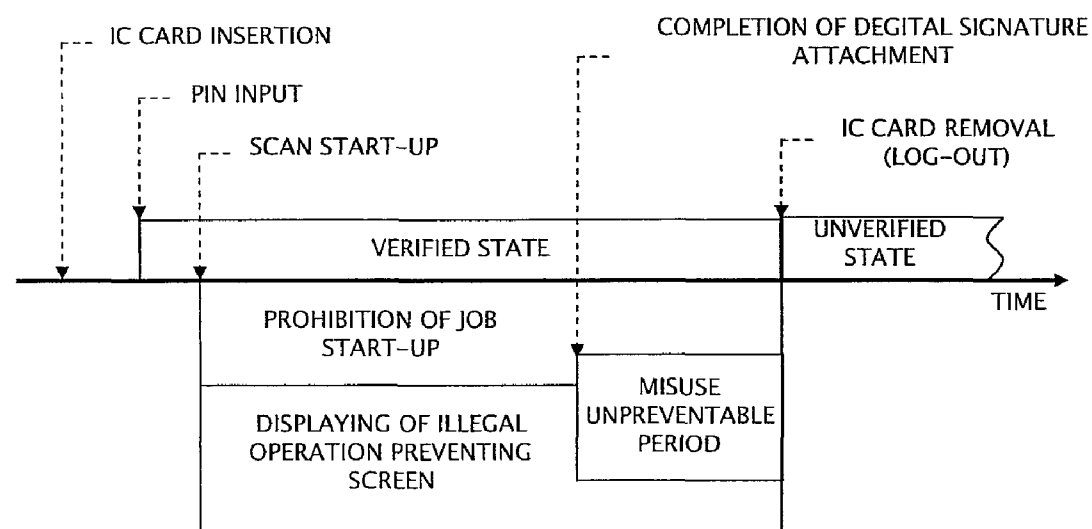 IC CARD INSERTION
COMPLETION OF DEGITAL SIGNATURE
ATTACHMENT
PIN INPUT
SCAN START-UP
IC CARD REMOVAL
(LOG-OUT)
VERIFIED STATE
UNVERIFIED
STATE
TIME
PROHIBITION OF JOB
START-UP
MISUSE
UNPREVENTABLE
PERIOD
DISPLAYING OF ILLEGAL
OPERATION PREVENTING
SCREEN